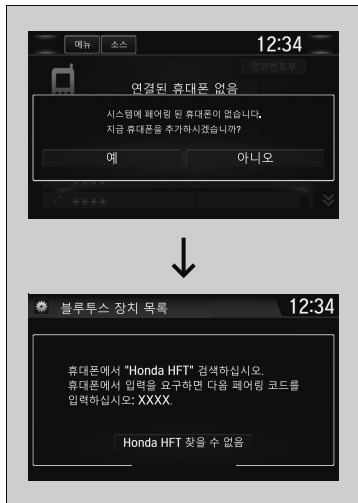 메뉴 소스 12:34
전화번호부
연결된 휴대폰 없음
시스템에 페어링 된 휴대폰이 없습니다.
지금 휴대폰을 추가하시겠습니까?
예 아니오
****
블루투스 장치 목록 12:34
휴대폰에서 "Honda HFT" 검색하십시오.
휴대폰에서 입력을 요구하면 다음 페어링 코드를
입력하십시오: XXXX.
Honda HFT 찾을 수 없음